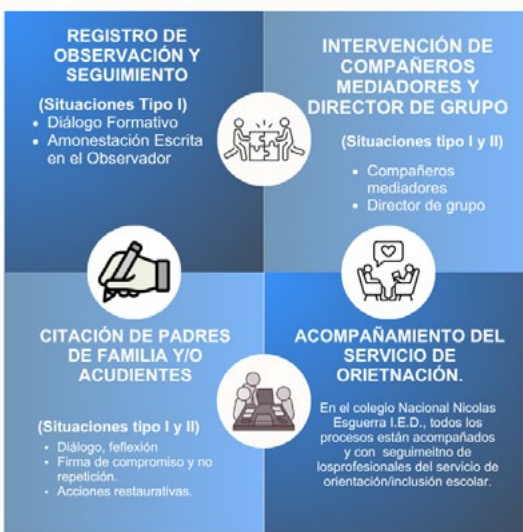 REGISTRO DE
OBSERVACIÓN Y
SEGUIMIENTO
(Situaciones Tipo I)
• Diálogo Formativo
• Amonestación Escrita
en el Observador
INTERVENCIÓN DE
COMPAÑEROS
MEDIADORES Y
DIRECTOR DE GRUPO
(Situaciones tipo I y II)
• Compañeros
mediadores
• Director de grupo
CITACIÓN DE PADRES
DE FAMILIA Y/O
ACUDIENTES
(Situaciones tipo I y II)
• Diálogo, feflexión
• Firma de compromiso y no
repetición.
• Acciones restaurativas.
ACOMPAÑAMIENTO DEL
SERVICIO DE
ORIETNACIÓN.
En el colegio Nacional Nicolas
Esguerra I.E.D., todos los
procesos están acompañados
y con seguimeitno de
losprofesionales del servicio de
orientación/inclusión escolar.